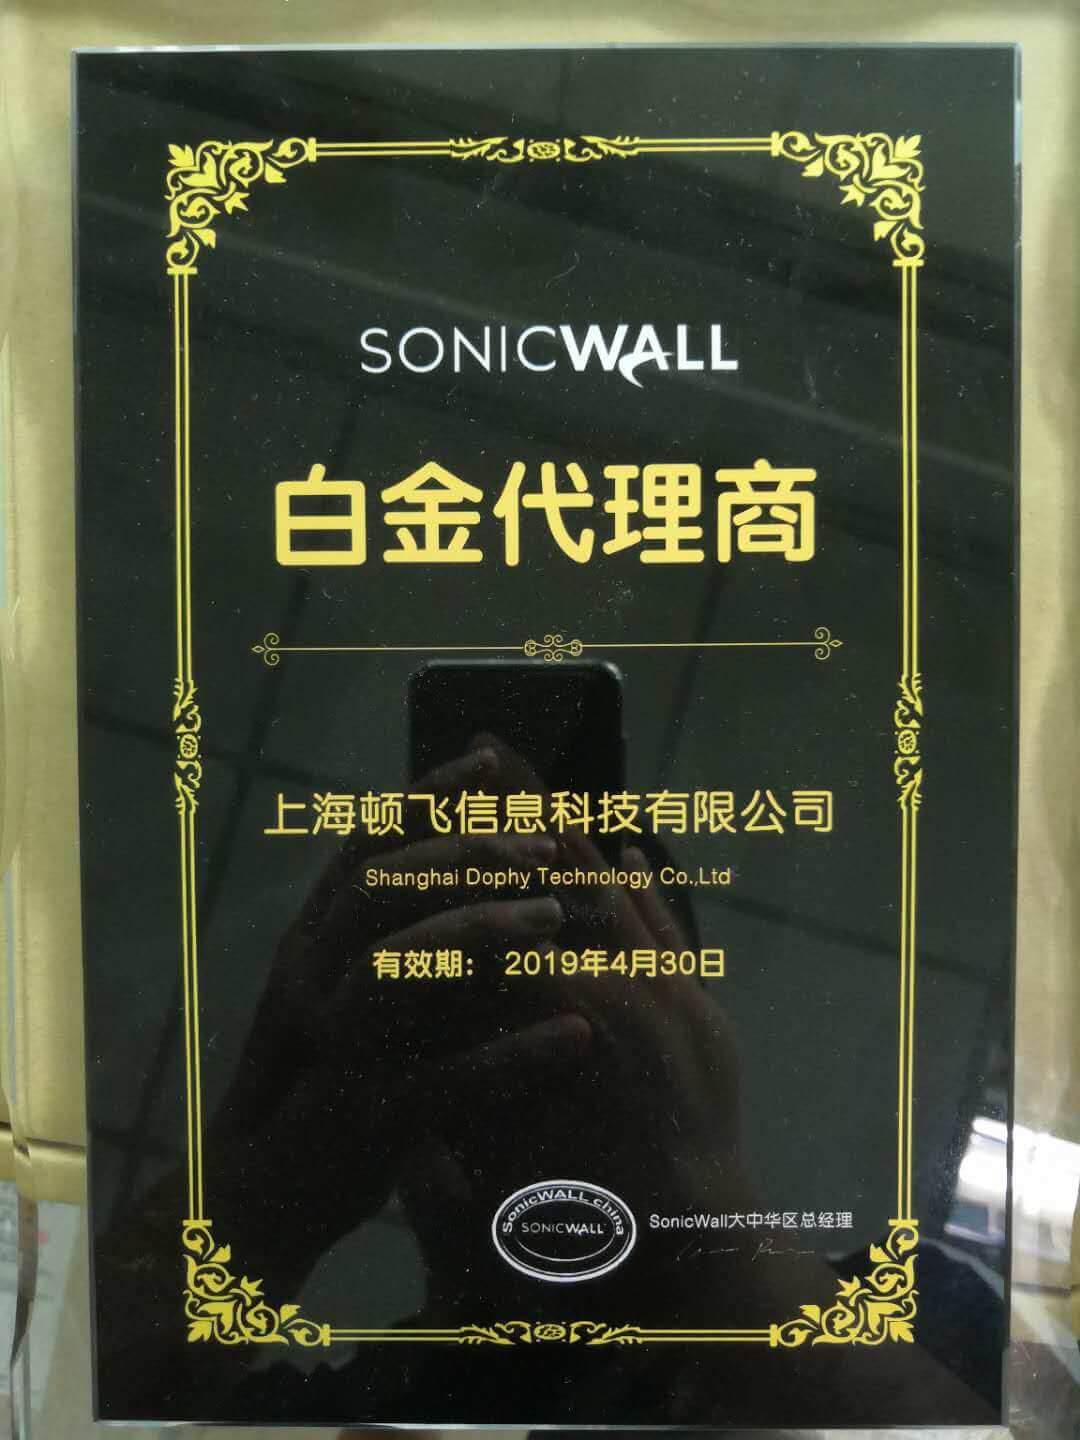 SONICWALL
白金代理商
上海顿飞信息科技有限公司
Shanghai Dophy Technology Co.,Ltd
有效期： 2019年4月30日
SonicWALL china
SONICWALL
SonicWall大中华区总经理